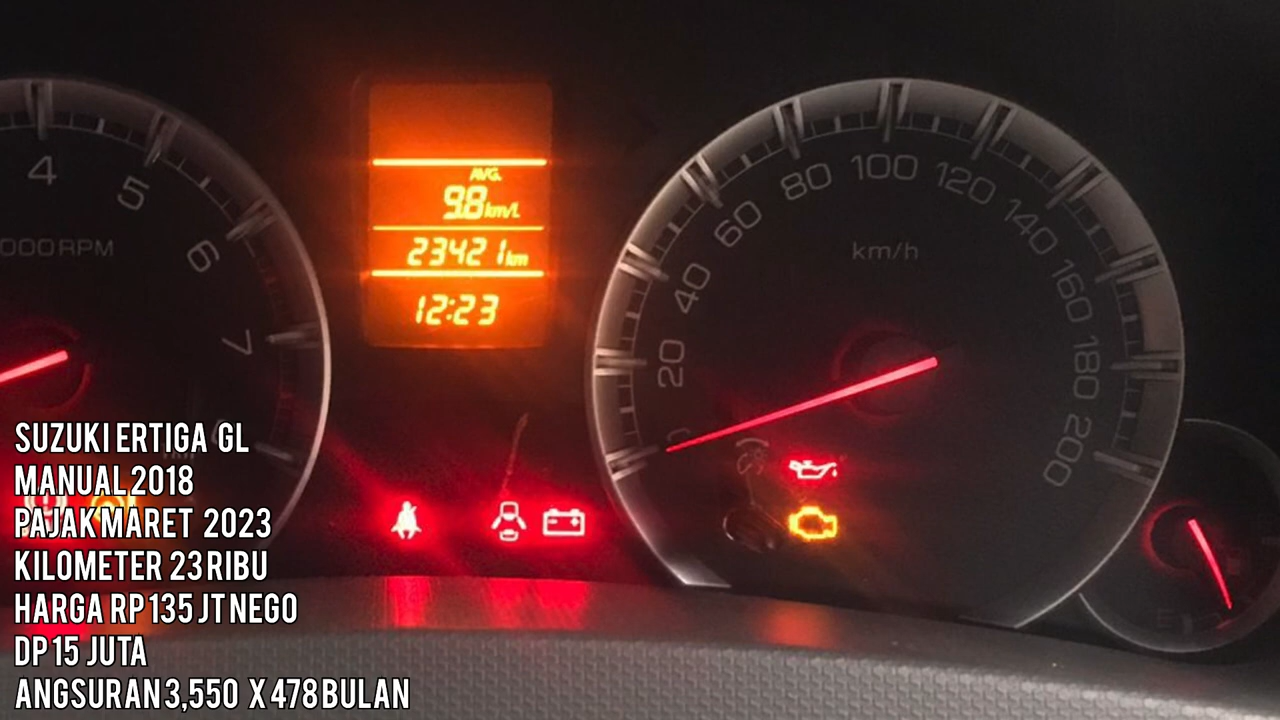 4
5
6
7
000RPM
AVG.
9.8 km/L
23421 km
12:23
20
40
60
80
100
120
140
160
180
200
km/h
SUZUKI ERTIGA GL
MANUAL 2018
PAJAK MARET 2023
KILOMETER 23 RIBU
HARGA RP 135 JT NEGO
DP 15 JUTA
ANGSURAN 3,550 X 478 BULAN